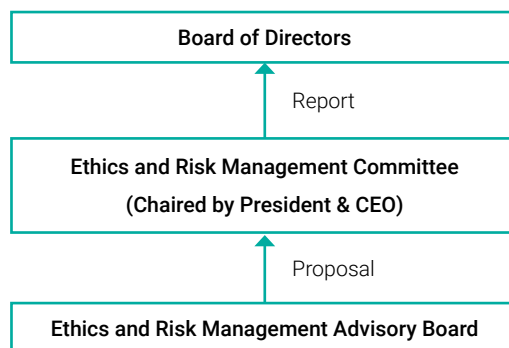 Board of Directors
Report
Ethics and Risk Management Committee
(Chaired by President & CEO)
Proposal
Ethics and Risk Management Advisory Board